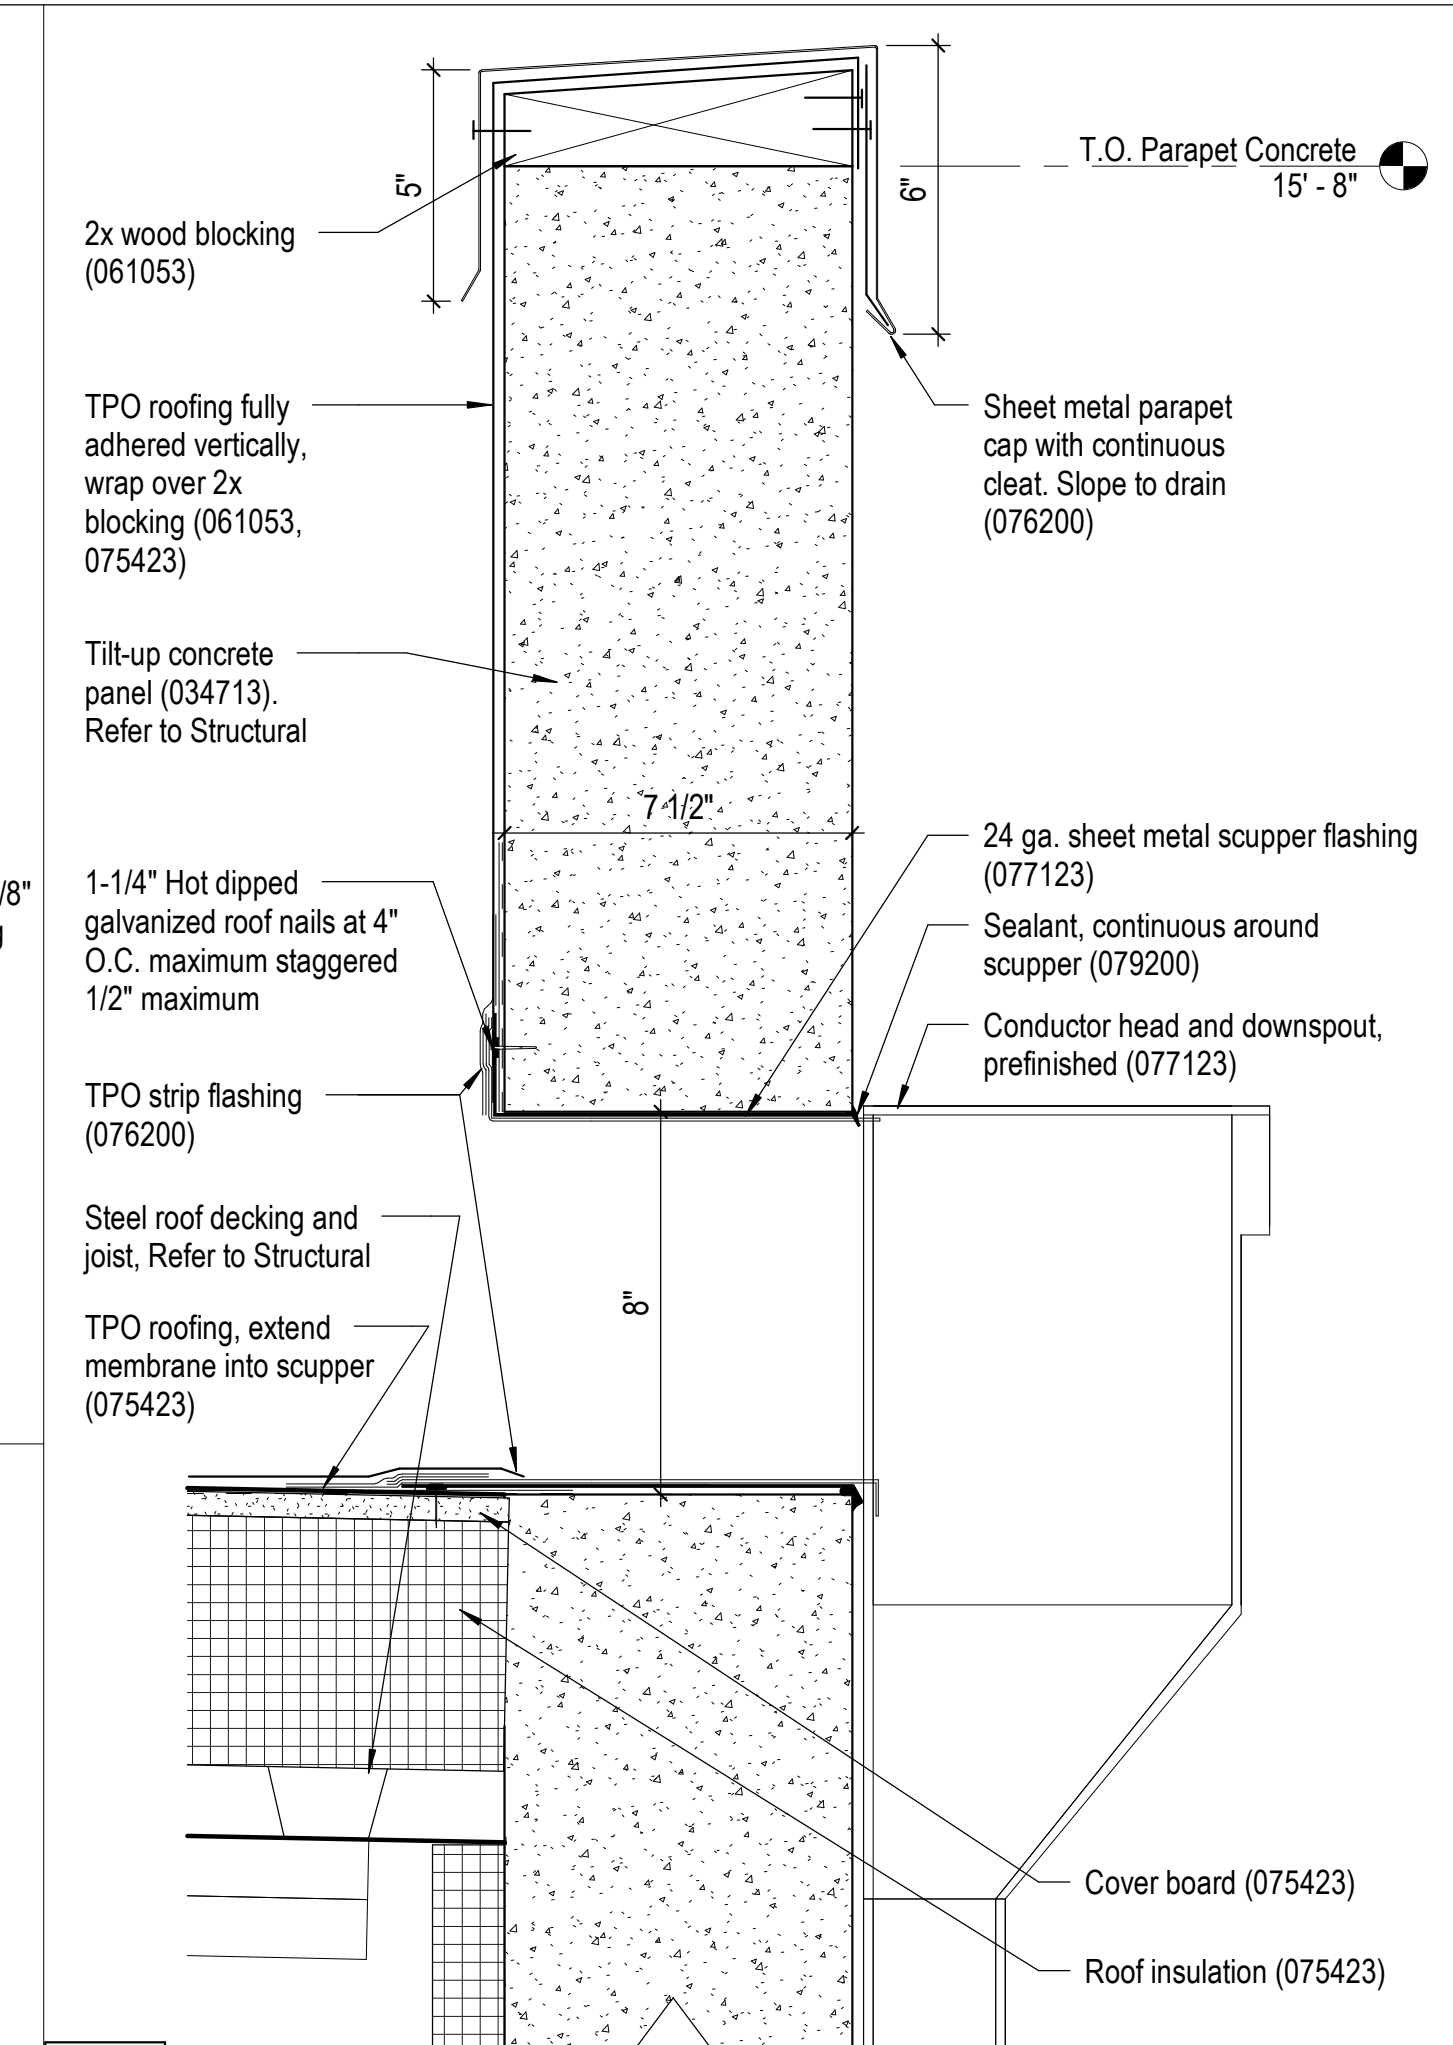 5"
6"
T.O. Parapet Concrete
15' - 8"
2x wood blocking
(061053)
TPO roofing fully
adhered vertically,
wrap over 2x
blocking (061053,
075423)
Sheet metal parapet
cap with continuous
cleat. Slope to drain
(076200)
Tilt-up concrete
panel (034713).
Refer to Structural
7 1/2"
24 ga. sheet metal scupper flashing
(077123)
/8"
g
1-1/4" Hot dipped
galvanized roof nails at 4"
O.C. maximum staggered
1/2" maximum
Sealant, continuous around
scupper (079200)
Conductor head and downspout,
prefinished (077123)
TPO strip flashing
(076200)
Steel roof decking and
joist, Refer to Structural
8"
TPO roofing, extend
membrane into scupper
(075423)
Cover board (075423)
Roof insulation (075423)